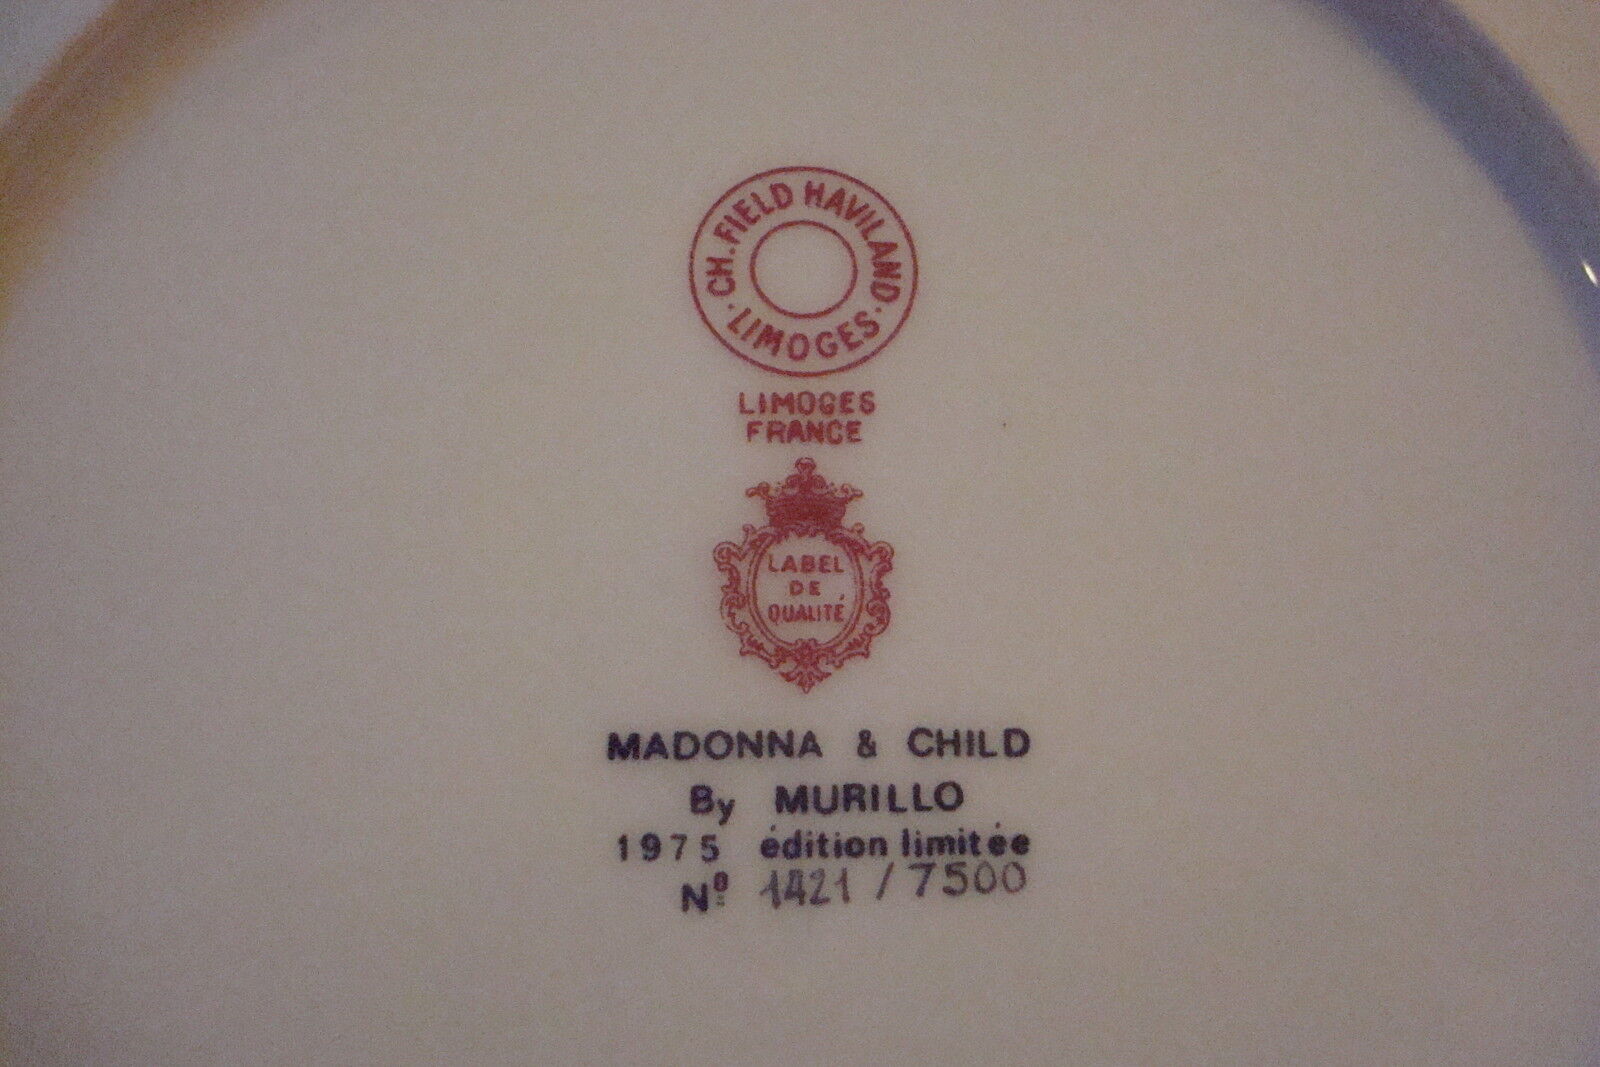 CH. FIELD HAVILAND
· LIMOGES ·
LIMOGES
FRANCE
LABEL
DE
QUALITÉ
MADONNA & CHILD
By MURILLO
1975 édition limitée
Nº 1421 / 7500